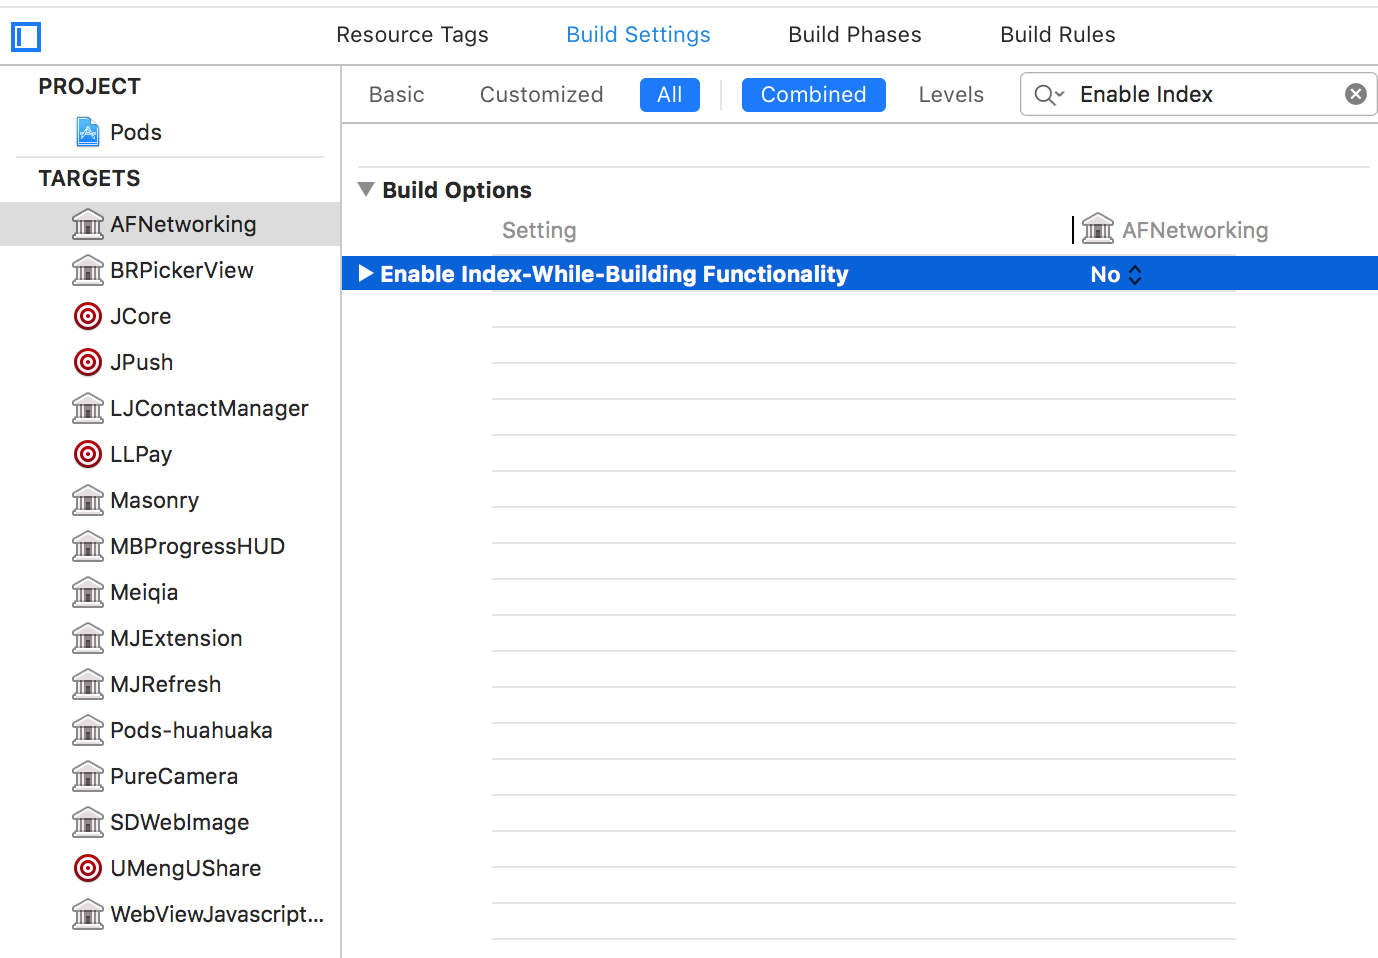 Resource Tags Build Settings Build Phases Build Rules
PROJECT
Pods
TARGETS
AFNetworking
BRPickerView
JCore
JPush
LJContactManager
LLPay
Masonry
MBProgressHUD
Meiqia
MJExtension
MJRefresh
Pods-huahuaka
PureCamera
SDWebImage
UMengUShare
WebViewJavascript...
Basic Customized All Combined Levels Enable Index
Build Options
Setting AFNetworking
Enable Index-While-Building Functionality No